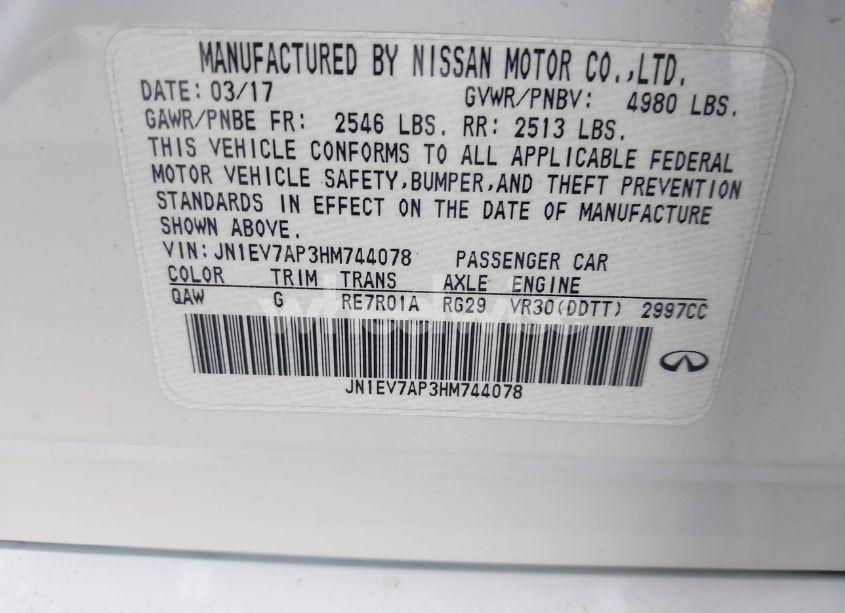 MANUFACTURED BY NISSAN MOTOR CO.,LTD.
DATE: 03/17 GVWR/PNBV: 4980 LBS.
GAWR/PNBE FR: 2546 LBS. RR: 2513 LBS.
THIS VEHICLE CONFORMS TO ALL APPLICABLE FEDERAL
MOTOR VEHICLE SAFETY,BUMPER,AND THEFT PREVENTION
STANDARDS IN EFFECT ON THE DATE OF MANUFACTURE
SHOWN ABOVE.
VIN:JN1EV7AP3HM744078 PASSENGER CAR
COLOR TRIM TRANS AXLE ENGINE
QAW G RE7R01A RG29 VR30(DDTT) 2997CC
JN1EV7AP3HM744078